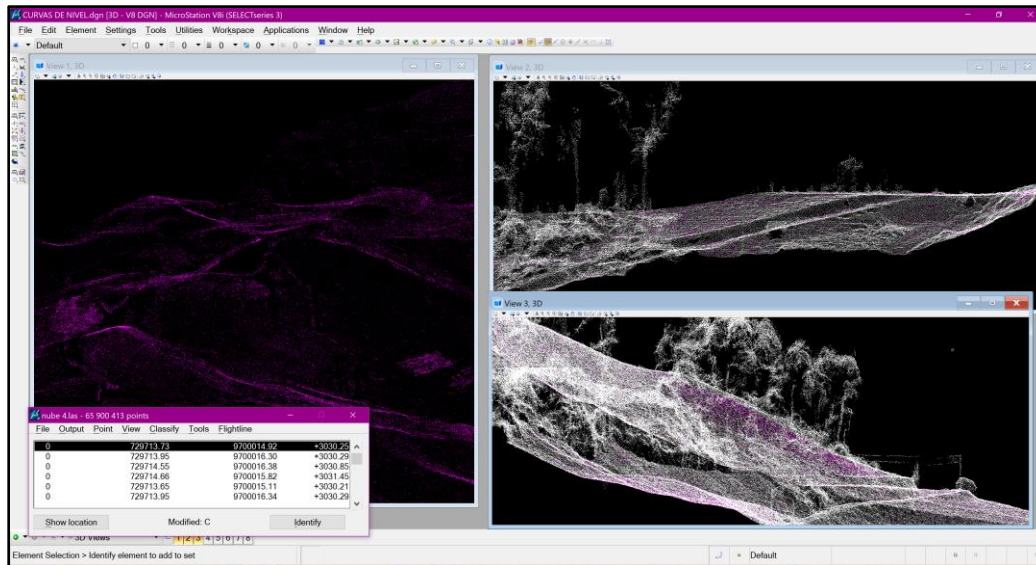 CURVAS DE NIVEL.dgn [3D - V8 DGN] - MicroStation V8i (SELECTseries 3)
File Edit Element Settings Tools Utilities Workspace Applications Window Help
Default 0 0 0 0 0
View 1, 3D
View 2, 3D
View 3, 3D
nube 4.las - 65 900 413 points
File Output Point View Classify Tools Flightline
0 729713.73 9700014.92 +3030.25
0 729713.95 9700016.30 +3030.29
0 729714.55 9700016.38 +3030.85
0 729714.66 9700015.82 +3031.45
0 729713.65 9700015.11 +3030.21
0 729713.95 9700016.34 +3030.29
Show location Modified: C Identify
3D Views 1 2 3 4 5 6 7 8
Element Selection > Identify element to add to set
Default